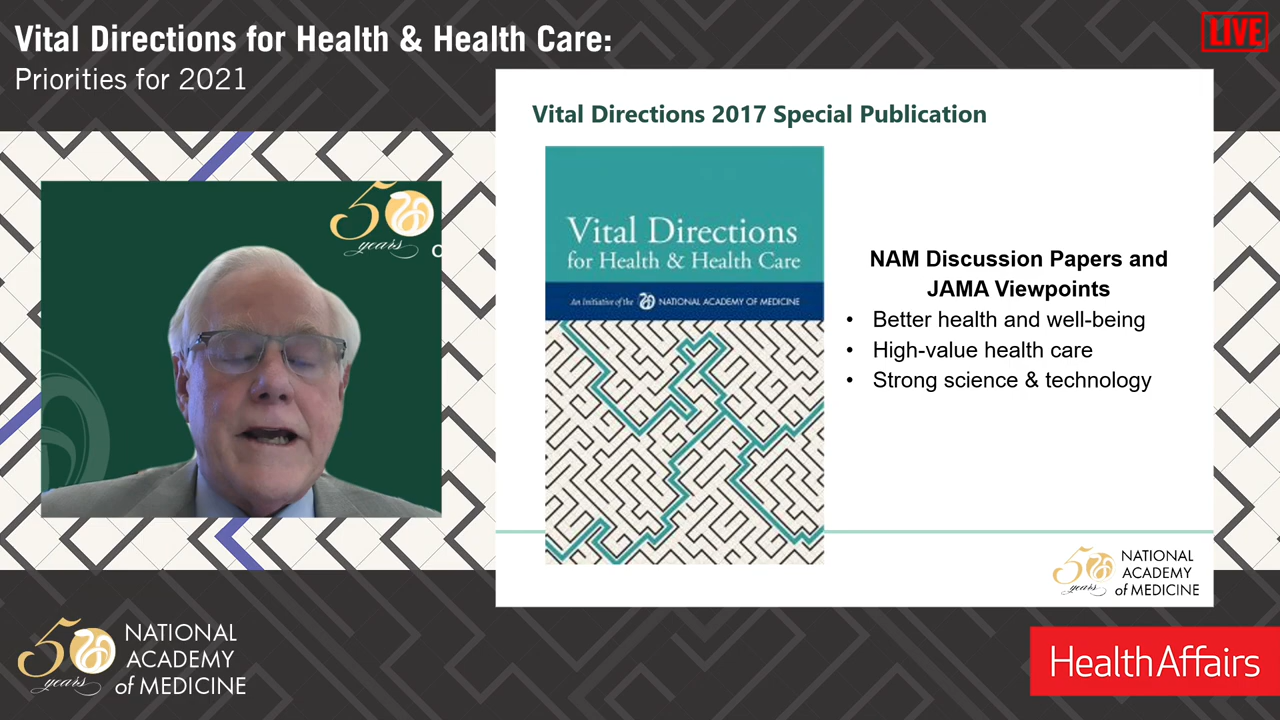 Vital Directions for Health & Health Care:
Priorities for 2021
LIVE
50
years
C
Vital Directions 2017 Special Publication
Vital Directions
for Health & Health Care
An Initiative of the NATIONAL ACADEMY OF MEDICINE
NAM Discussion Papers and
JAMA Viewpoints
• Better health and well-being
• High-value health care
• Strong science & technology
50
years
NATIONAL
ACADEMY
of MEDICINE
50
years
NATIONAL
ACADEMY
of MEDICINE
HealthAffairs